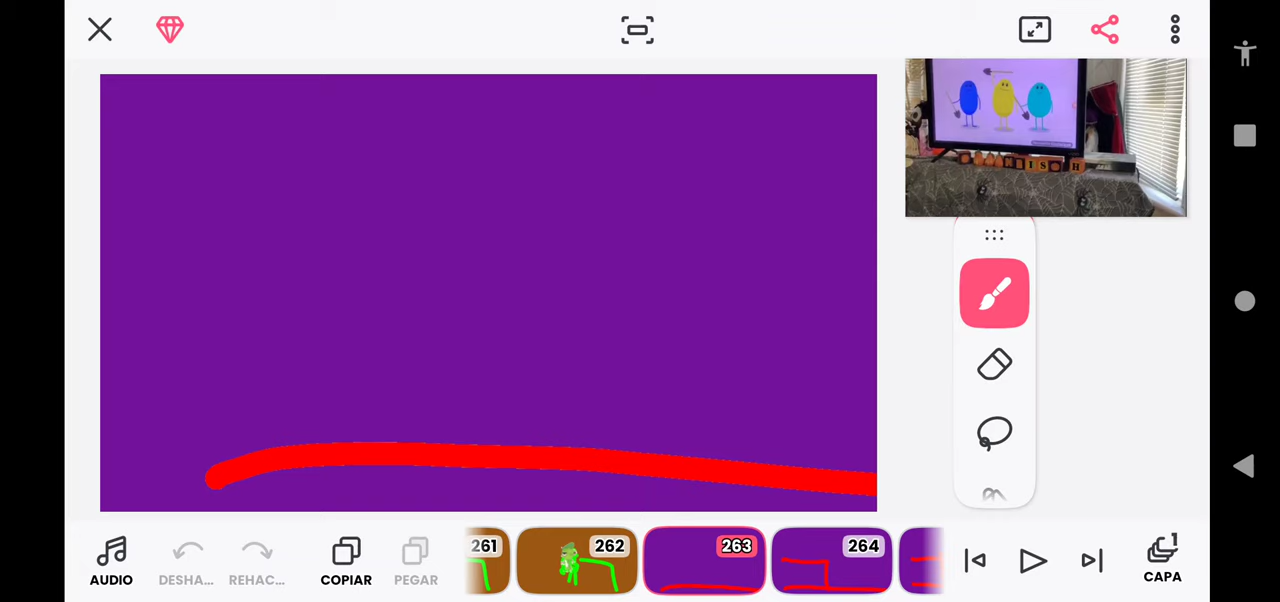 261
262
263
264
AUDIO
DESHA...
REHAC...
COPIAR
PEGAR
CAPA
1